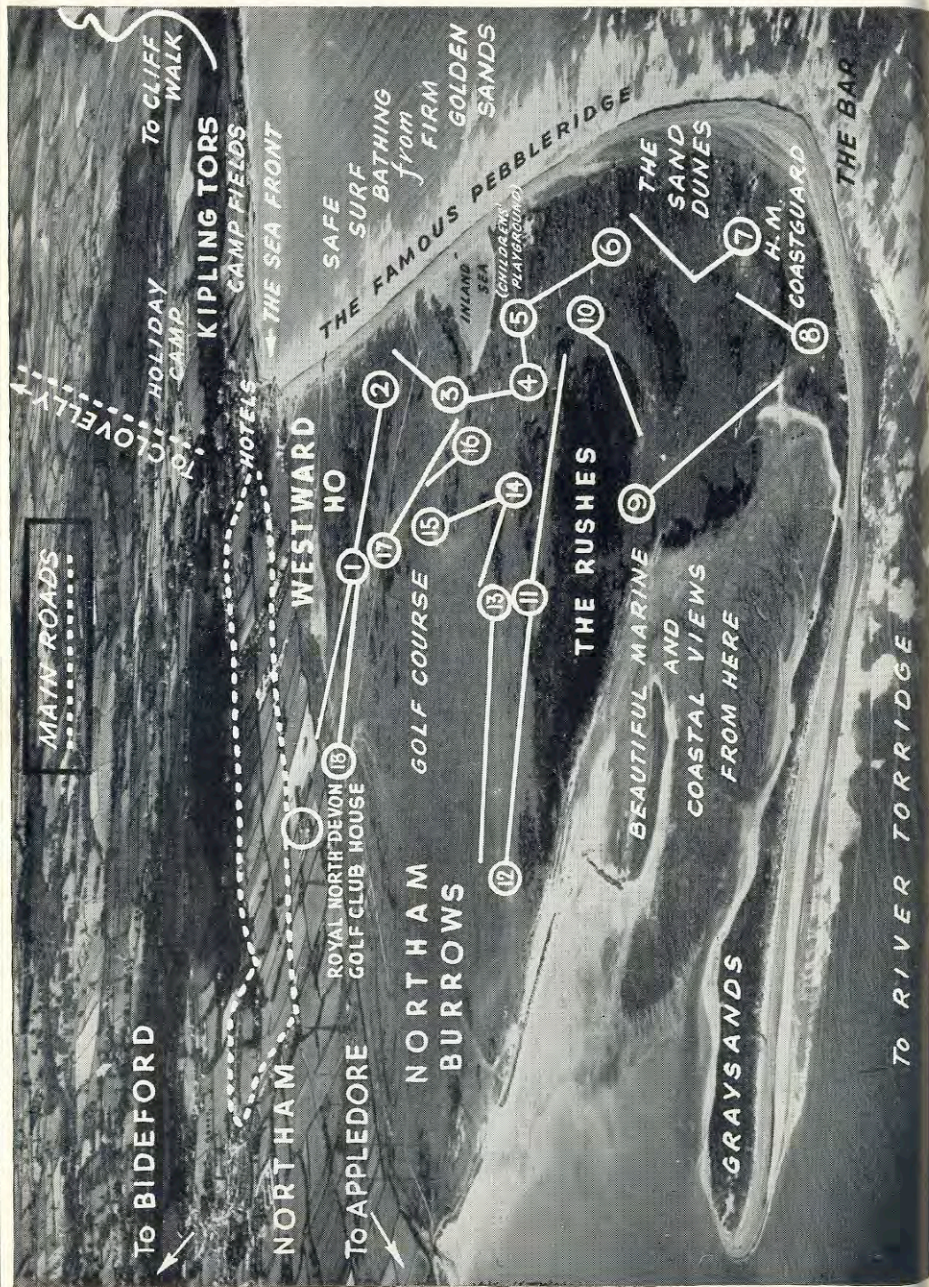 MAIN ROADS
To CLOVELLY
To CLIFF
WALK
To BIDEFORD
HOLIDAY
CAMP
KIPLING TORS
CAMP FIELDS
HOTELS
THE SEA FRONT
NORTHAM
WESTWARD
HO
SAFE
SURF
BATHING
from
FIRM
GOLDEN
SANDS
To APPLEDORE
ROYAL NORTH DEVON
GOLF CLUB HOUSE
18
1
2
17
THE FAMOUS PEBBLERIDGE
NORTHAM
BURROWS
GOLF COURSE
15
16
3
INLAND
SEA
(CHILDRENS'
PLAYGROUND)
12
13
11
14
4
5
10
6
THE RUSHES
THE
SAND
DUNES
9
7
BEAUTIFUL MARINE
AND
COASTAL VIEWS
FROM HERE
8
H. M.
COASTGUARD
GRAYSANDS
THE BAR
To RIVER TORRIDGE